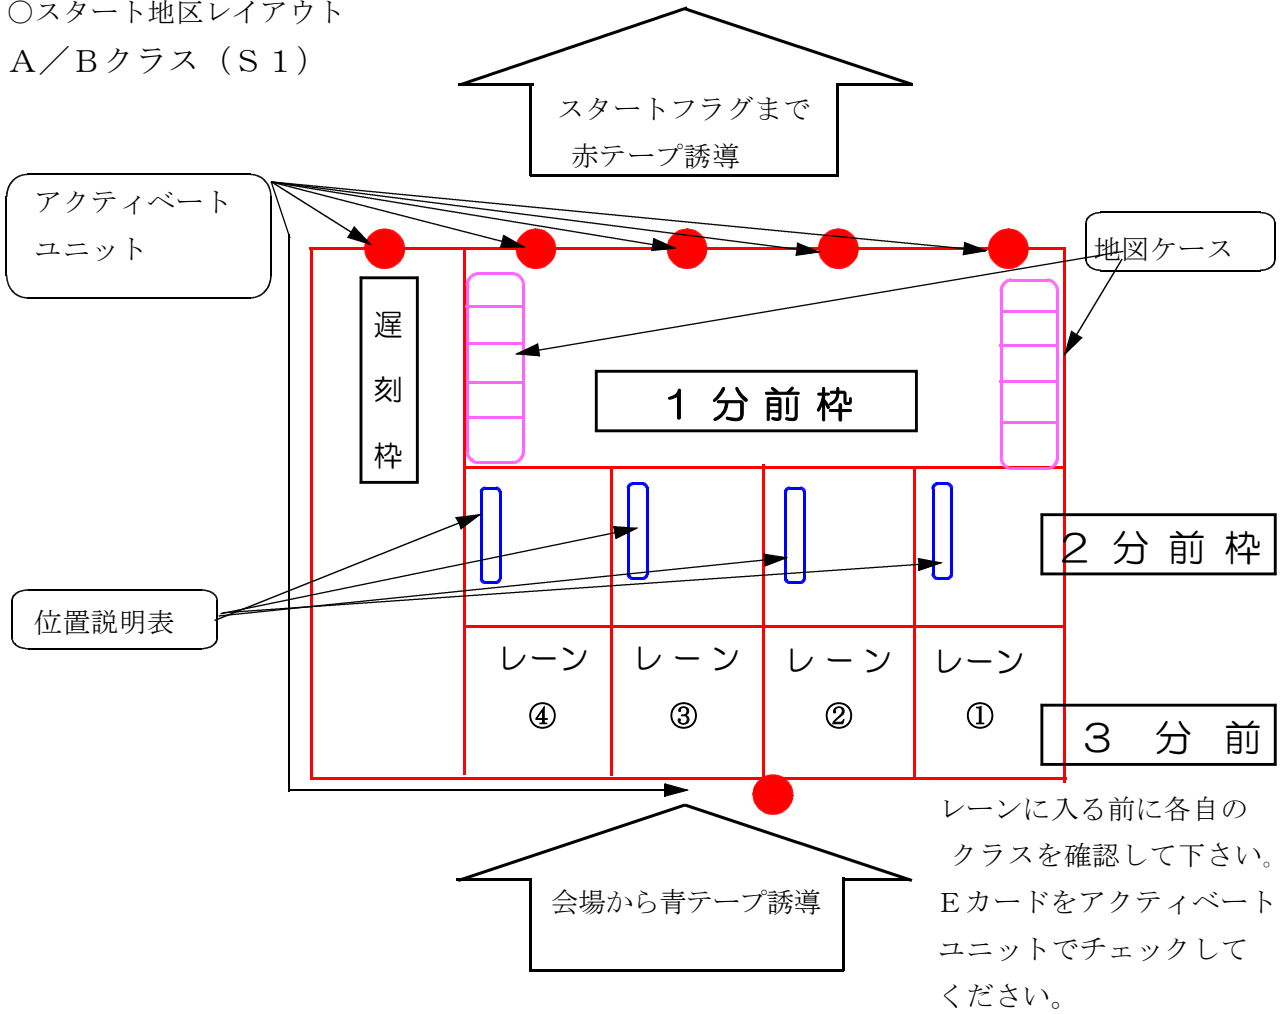 ○スタート地区レイアウト
A／Bクラス（S１）
スタートフラグまで
赤テープ誘導
アクティベート
ユニット
地図ケース
遅刻枠
１分前枠
２分前枠
位置説明表
レーン
④
レーン
③
レーン
②
レーン
①
３分前
レーンに入る前に各自の
クラスを確認して下さい。
Eカードをアクティベート
ユニットでチェックして
ください。
会場から青テープ誘導